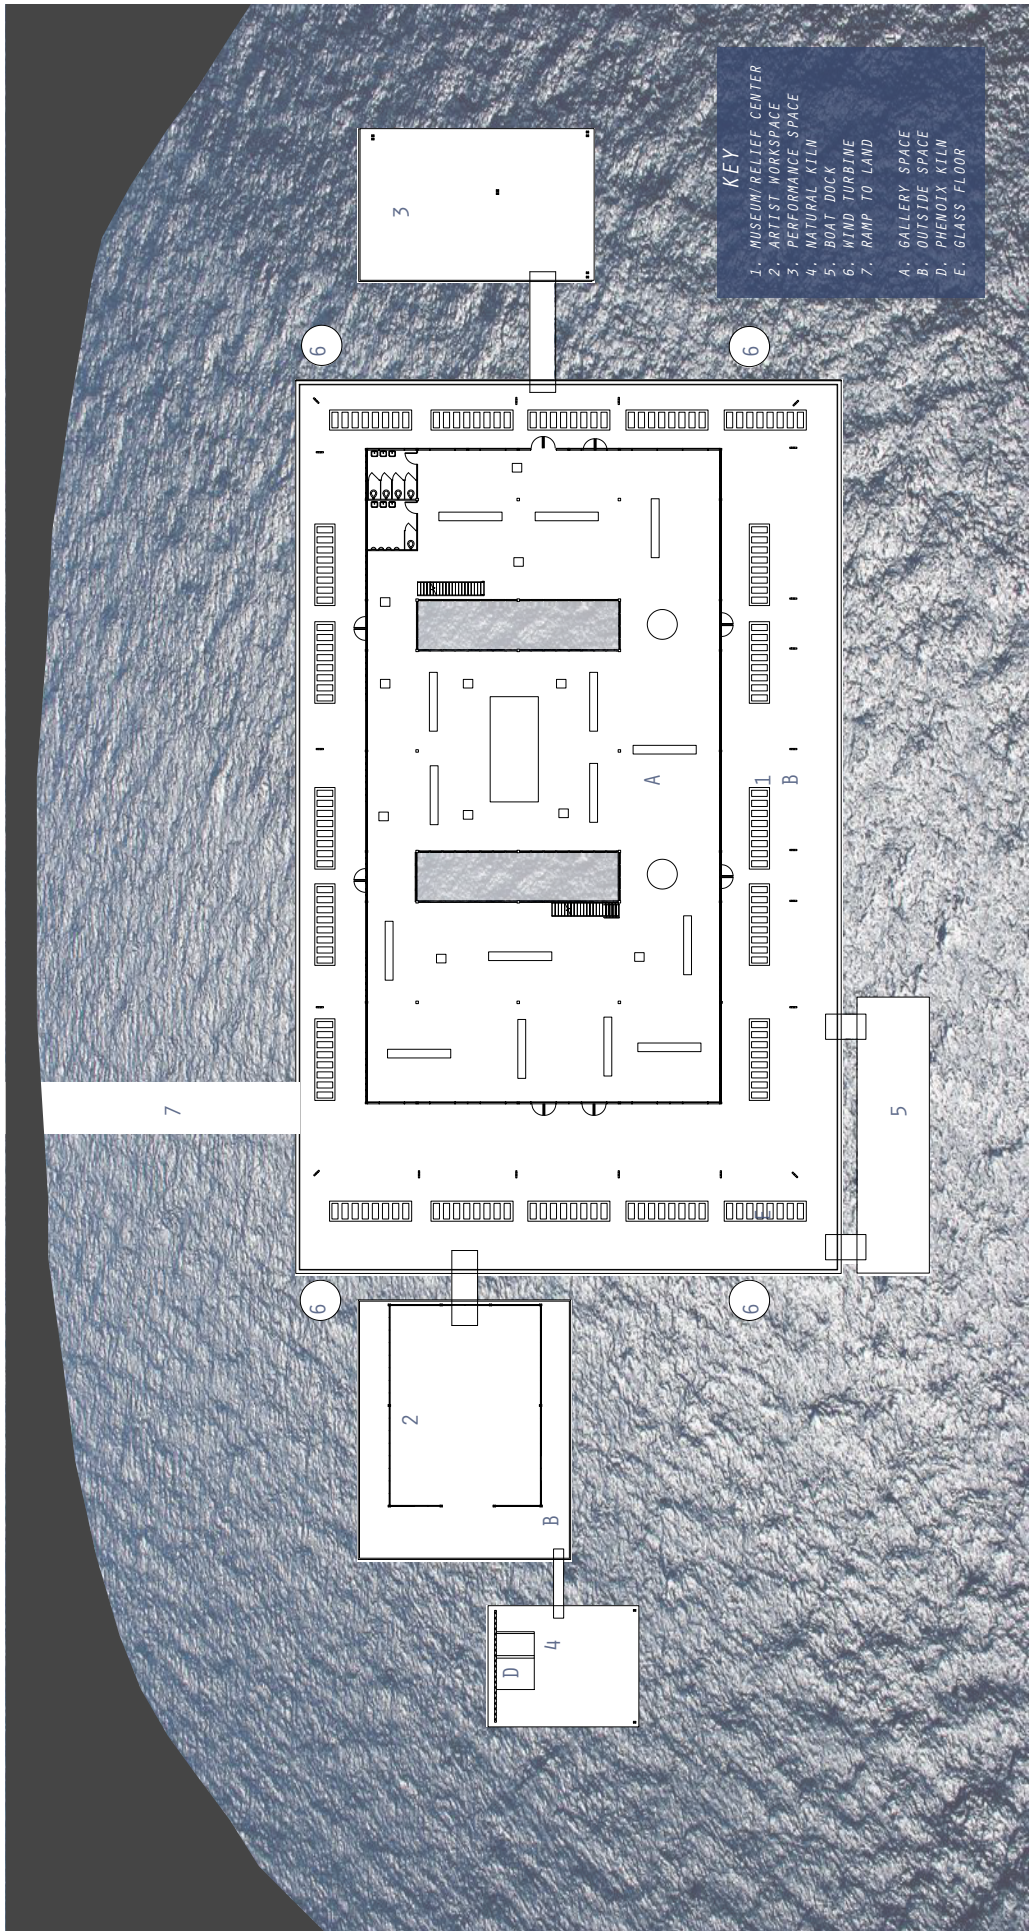 KEY
1. MUSEUM/RELIEF CENTER
2. ARTIST WORKSPACE
3. PERFORMANCE SPACE
4. NATURAL KILN
5. BOAT DOCK
6. WIND TURBINE
7. RAMP TO LAND
A. GALLERY SPACE
B. OUTSIDE SPACE
D. PHENOIX KILN
E. GLASS FLOOR
7
6
6
2
3
4
D
B
A
1
B
E
5
6
6